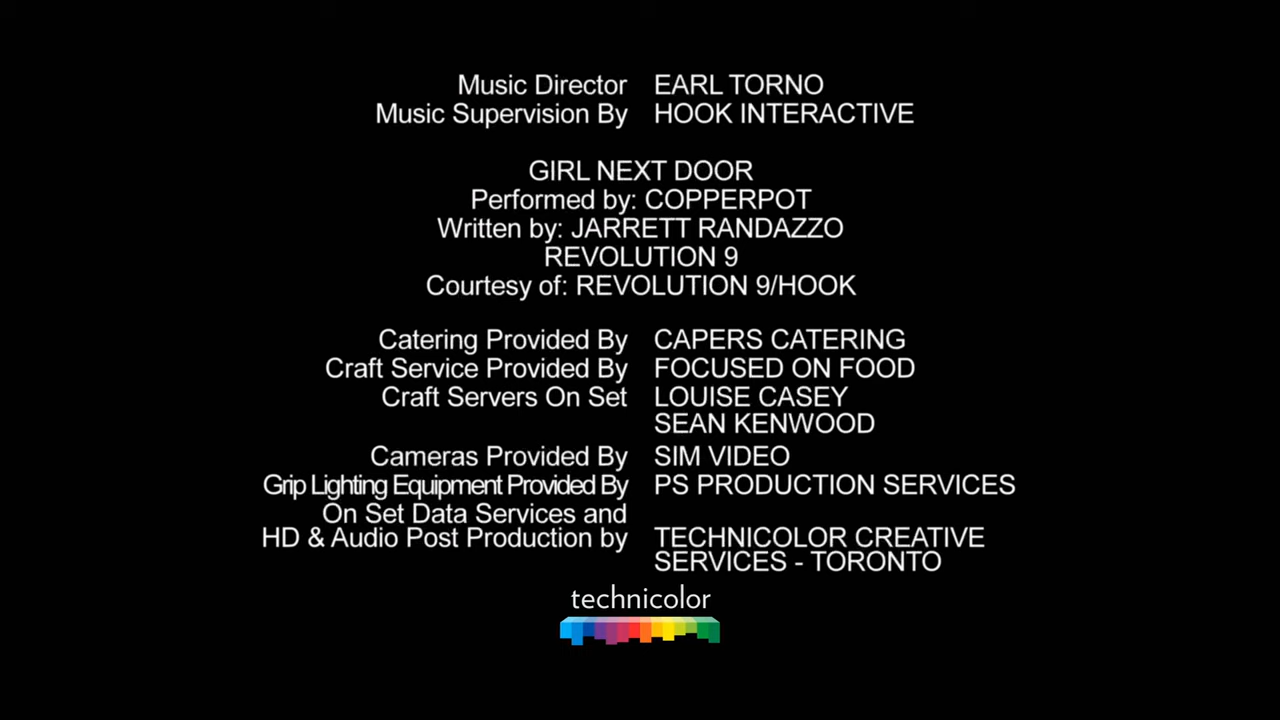 Music Director EARL TORNO
Music Supervision By HOOK INTERACTIVE
GIRL NEXT DOOR
Performed by: COPPERPOT
Written by: JARRETT RANDAZZO
REVOLUTION 9
Courtesy of: REVOLUTION 9/HOOK
Catering Provided By CAPERS CATERING
Craft Service Provided By FOCUSED ON FOOD
Craft Servers On Set LOUISE CASEY
SEAN KENWOOD
Cameras Provided By SIM VIDEO
Grip Lighting Equipment Provided By PS PRODUCTION SERVICES
On Set Data Services and
HD & Audio Post Production by TECHNICOLOR CREATIVE
SERVICES - TORONTO
technicolor